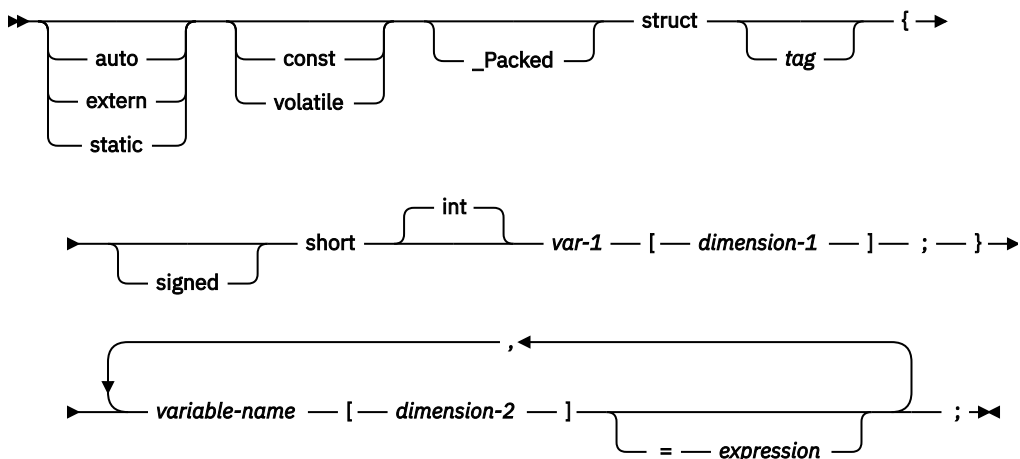 struct {
auto const _Packed tag
extern volatile
static
int
short var-1 [ dimension-1 ] ; }
signed
,
variable-name [ dimension-2 ] ;
= expression